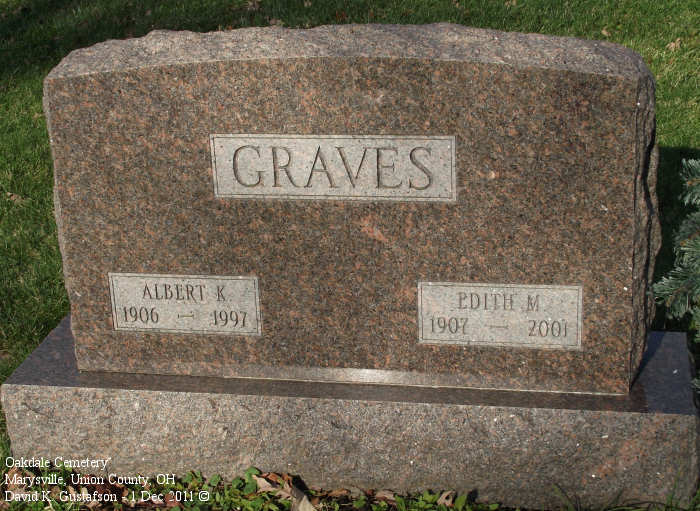 GRAVES
ALBERT K
1906 — 1997
EDITH M
1907 — 2001
Oakdale Cemetery
Marysville, Union County, OH
David K. Gustafson - 1 Dec 2011 ©